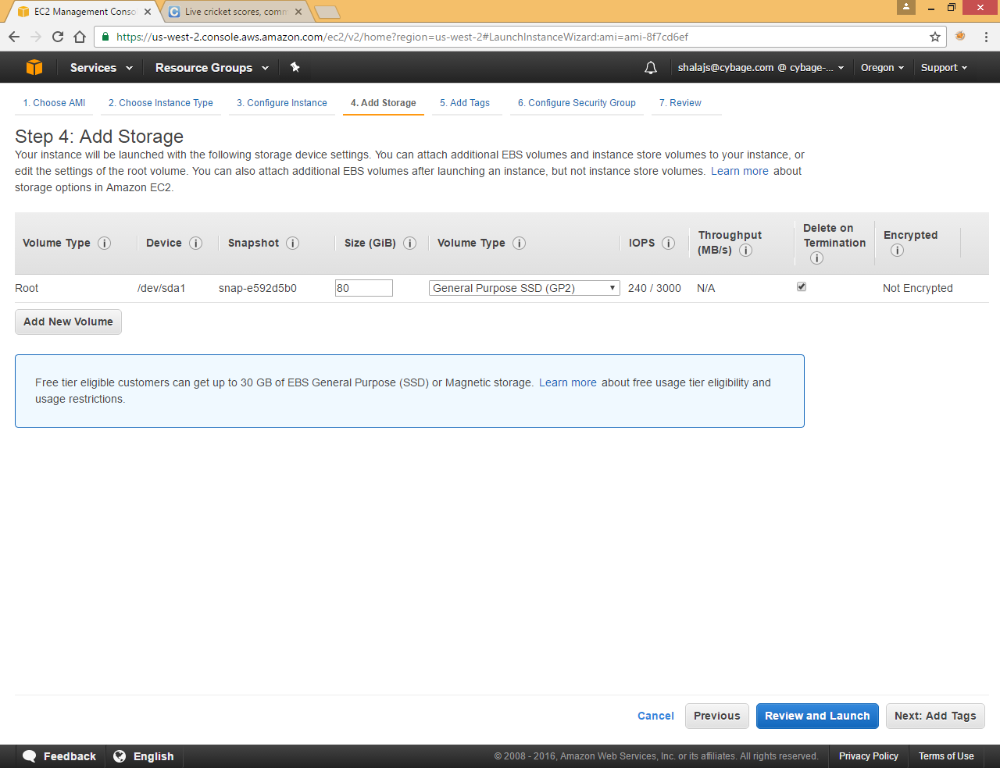 EC2 Management Conso
Live cricket scores, comm
https://us-west-2.console.aws.amazon.com/ec2/v2/home?region=us-west-2#LaunchInstanceWizard:ami=ami-8f7cd6ef
Services
Resource Groups
shalajs@cybage.com @ cybage-...
Oregon
Support
1. Choose AMI
2. Choose Instance Type
3. Configure Instance
4. Add Storage
5. Add Tags
6. Configure Security Group
7. Review
Step 4: Add Storage
Your instance will be launched with the following storage device settings. You can attach additional EBS volumes and instance store volumes to your instance, or
edit the settings of the root volume. You can also attach additional EBS volumes after launching an instance, but not instance store volumes. Learn more about
storage options in Amazon EC2.
Volume Type
Device
Snapshot
Size (GiB)
Volume Type
IOPS
Throughput
(MB/s)
Delete on
Termination
Encrypted
Root
/dev/sda1
snap-e592d5b0
80
General Purpose SSD (GP2)
240 / 3000
N/A
Not Encrypted
Add New Volume
Free tier eligible customers can get up to 30 GB of EBS General Purpose (SSD) or Magnetic storage. Learn more about free usage tier eligibility and
usage restrictions.
Cancel
Previous
Review and Launch
Next: Add Tags
Feedback
English
© 2008 - 2016, Amazon Web Services, Inc. or its affiliates. All rights reserved.
Privacy Policy
Terms of Use